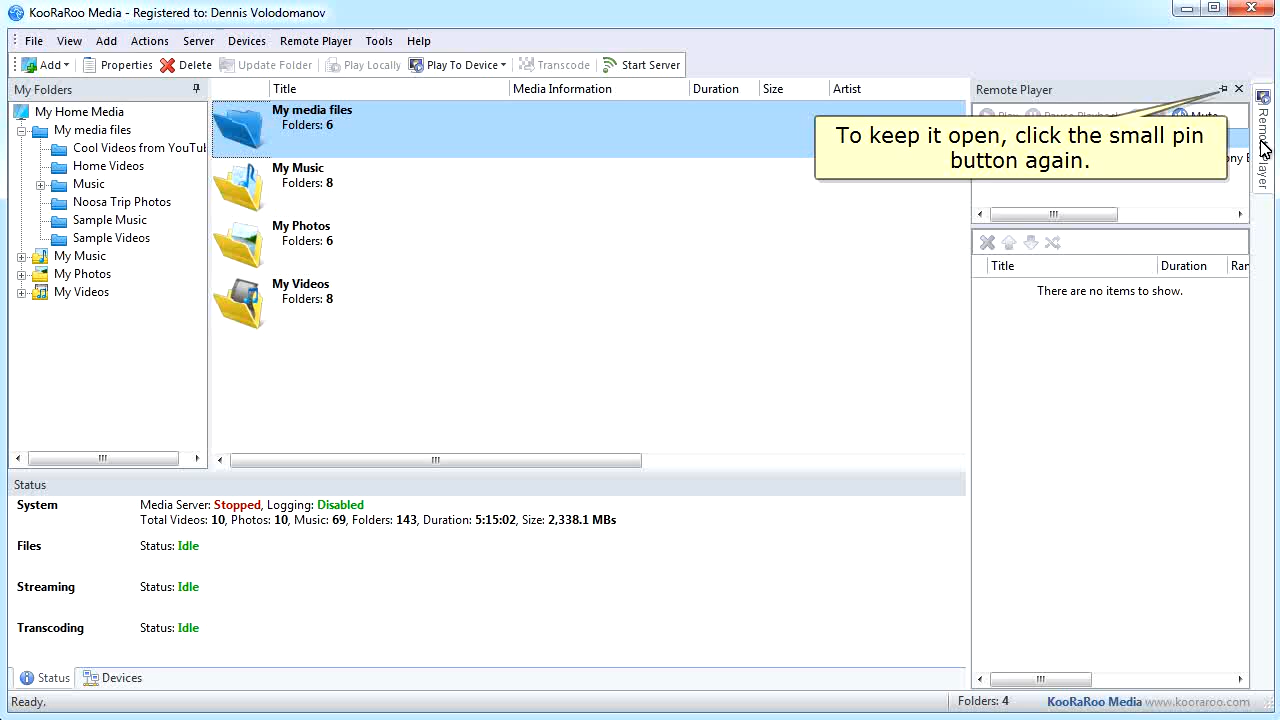 KooRaRoo Media - Registered to: Dennis Volodomanov
File View Add Actions Server Devices Remote Player Tools Help
Add Properties Delete Update Folder Play Locally Play To Device Transcode Start Server
My Folders
My Home Media
My media files
Cool Videos from YouTub
Home Videos
Music
Noosa Trip Photos
Sample Music
Sample Videos
My Music
My Photos
My Videos
Title Media Information Duration Size Artist
My media files
Folders: 6
My Music
Folders: 8
My Photos
Folders: 6
My Videos
Folders: 8
Remote Player
Mute
To keep it open, click the small pin
button again.
Title Duration Ran
There are no items to show.
Status
System Media Server: Stopped, Logging: Disabled
Total Videos: 10, Photos: 10, Music: 69, Folders: 143, Duration: 5:15:02, Size: 2,338.1 MBs
Files Status: Idle
Streaming Status: Idle
Transcoding Status: Idle
Status Devices
Ready. Folders: 4 KooRaRoo Media www.kooraroo.com